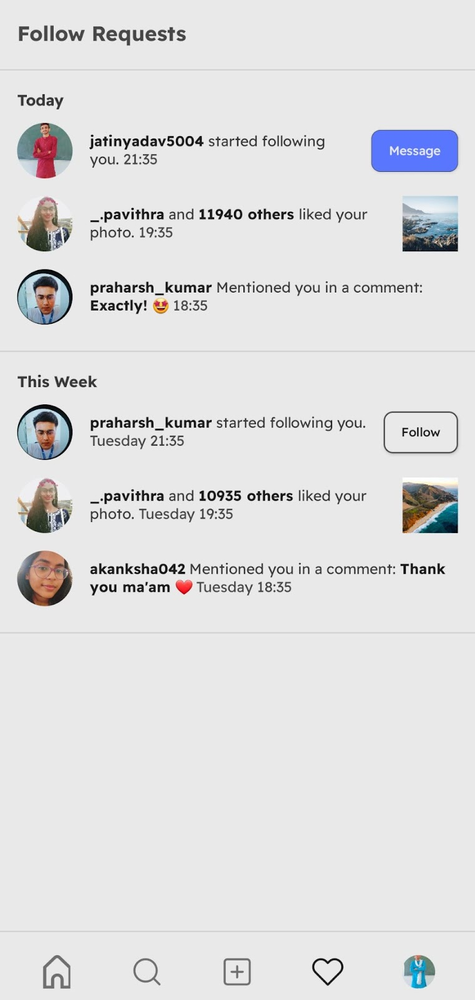 Follow Requests
Today
jatinyadav5004 started following
you. 21:35
Message
_.pavithra and 11940 others liked your
photo. 19:35
praharsh_kumar Mentioned you in a comment:
Exactly! 🤩 18:35
This Week
praharsh_kumar started following you.
Tuesday 21:35
Follow
_.pavithra and 10935 others liked your
photo. Tuesday 19:35
akanksha042 Mentioned you in a comment: Thank
you ma'am ❤️ Tuesday 18:35